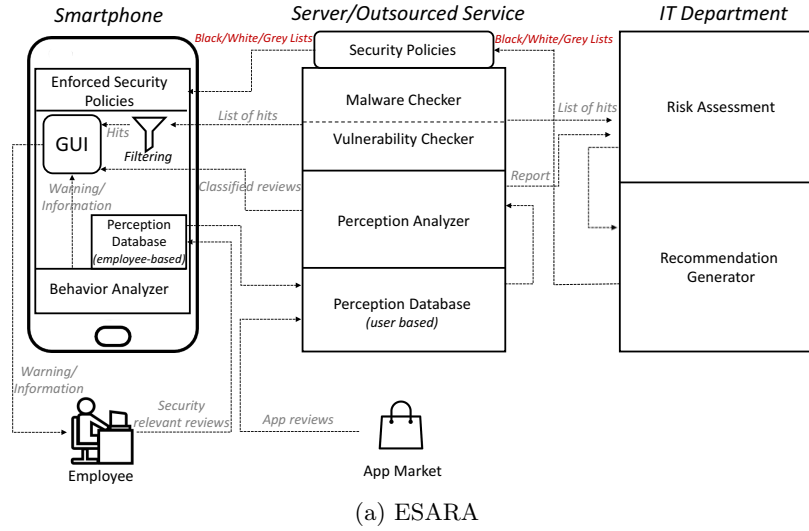 Smartphone
Server/Outsourced Service
IT Department
Black/White/Grey Lists
Security Policies
Black/White/Grey Lists
Enforced Security
Policies
Malware Checker
List of hits
Risk Assessment
GUI
Hits
Filtering
List of hits
Vulnerability Checker
Warning/
Information
Classified reviews
Report
Perception
Database
(employee-based)
Perception Analyzer
Behavior Analyzer
Perception Database
(user based)
Recommendation
Generator
Warning/
Information
Security
relevant reviews
App reviews
Employee
App Market
(a) ESARA